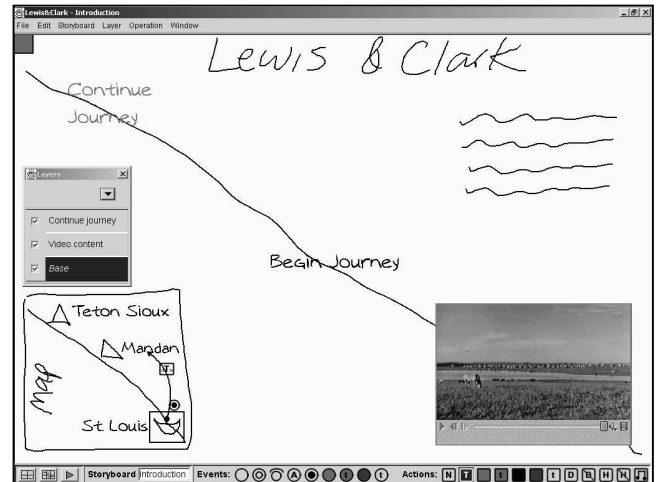 Lewis&Clark - Introduction
File Edit Storyboard Layer Operation Window
Lewis & Clark
Continue
Journey
Layers
Continue journey
Video content
Base
Begin Journey
Teton Sioux
Mandan
Map
St. Louis
Storyboard Introduction Events: A t t Actions: N T t t D D H H